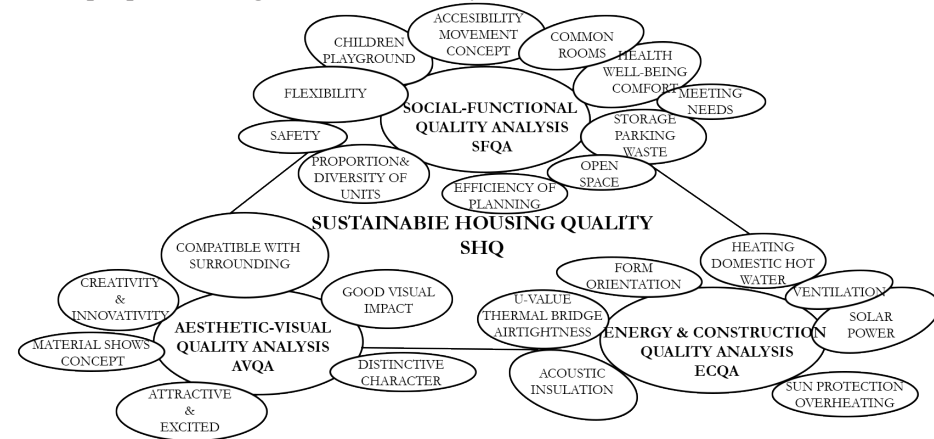 ACCESIBILITY
MOVEMENT
CONCEPT
CHILDREN
PLAYGROUND
COMMON
ROOMS
HEALTH
WELL-BEING
COMFORT
FLEXIBILITY
MEETING
NEEDS
SOCIAL-FUNCTIONAL
QUALITY ANALYSIS
SFQA
SAFETY
STORAGE
PARKING
WASTE
PROPORTION&
DIVERSITY OF
UNITS
OPEN
SPACE
EFFICIENCY OF
PLANNING
SUSTAINABIE HOUSING QUALITY
SHQ
COMPATIBLE WITH
SURROUNDING
HEATING
DOMESTIC HOT
WATER
FORM
ORIENTATION
CREATIVITY
&
INNOVATIVITY
GOOD VISUAL
IMPACT
U-VALUE
THERMAL BRIDGE
AIRTIGHTNESS
VENTILATION
SOLAR
POWER
AESTHETIC-VISUAL
QUALITY ANALYSIS
AVQA
ENERGY & CONSTRUCTION
QUALITY ANALYSIS
ECQA
MATERIAL SHOWS
CONCEPT
DISTINCTIVE
CHARACTER
ACOUSTIC
INSULATION
SUN PROTECTION
OVERHEATING
ATTRACTIVE
&
EXCITED